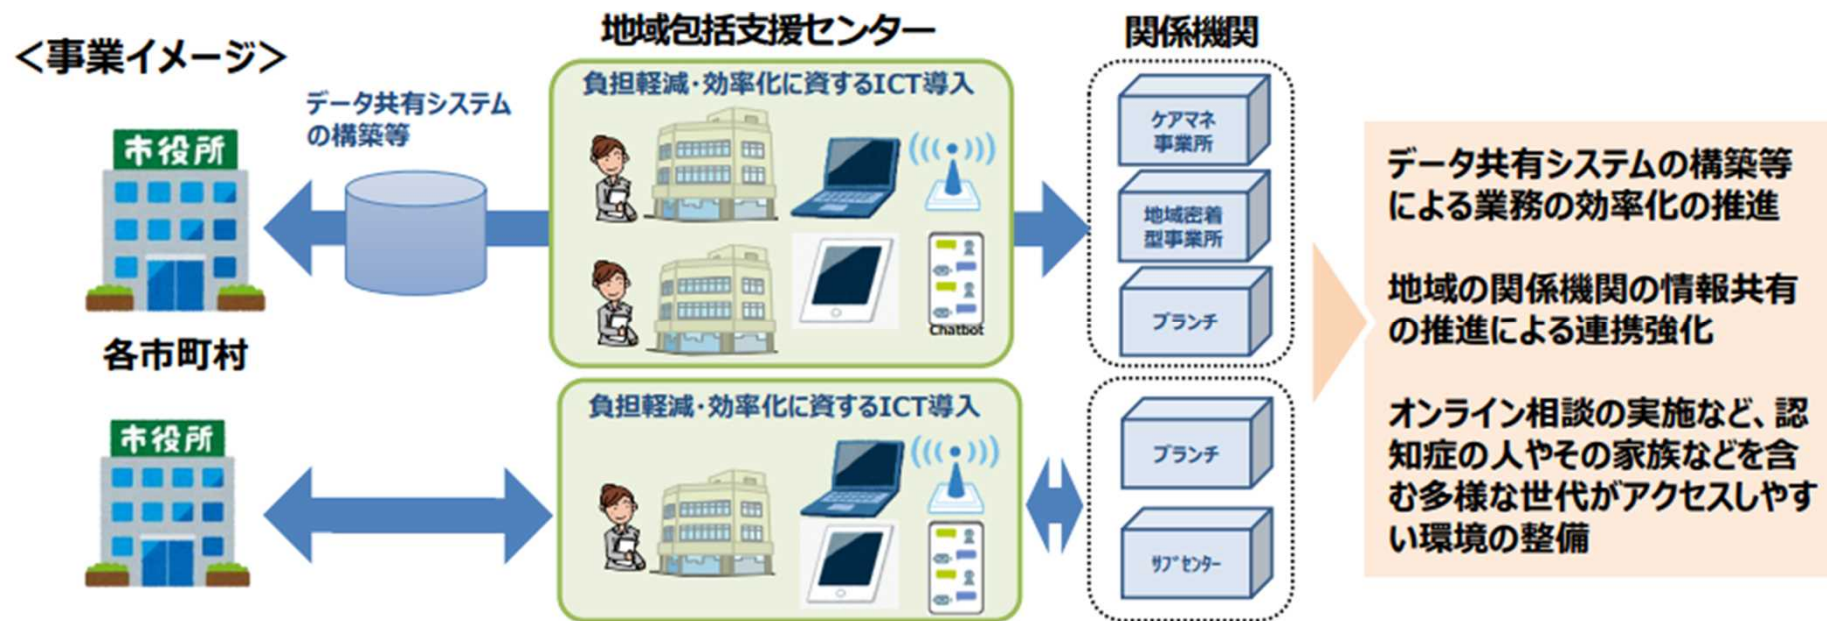 <事業イメージ>
地域包括支援センター
関係機関
データ共有システム
の構築等
市役所
各市町村
負担軽減・効率化に資するICT導入
Chatbot
ケアマネ
事業所
地域密着
型事業所
ブランチ
市役所
負担軽減・効率化に資するICT導入
ブランチ
ｻﾌﾞｾﾝﾀｰ
データ共有システムの構築等
による業務の効率化の推進
地域の関係機関の情報共有
の推進による連携強化
オンライン相談の実施など、認
知症の人やその家族などを含
む多様な世代がアクセスしやす
い環境の整備